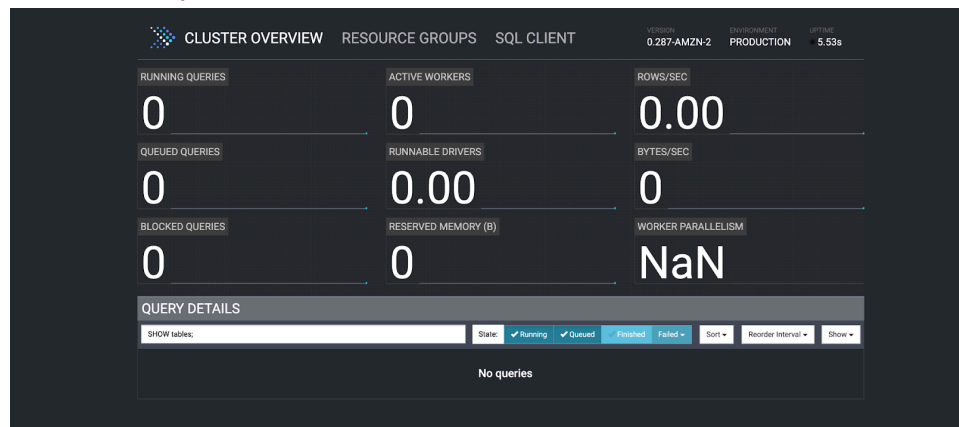 CLUSTER OVERVIEW RESOURCE GROUPS SQL CLIENT
VERSION ENVIRONMENT UPTIME
0.287-AMZN-2 PRODUCTION 5.53s
RUNNING QUERIES ACTIVE WORKERS ROWS/SEC
0 0 0.00
QUEUED QUERIES RUNNABLE DRIVERS BYTES/SEC
0 0.00 0
BLOCKED QUERIES RESERVED MEMORY (B) WORKER PARALLELISM
0 0 NaN
QUERY DETAILS
SHOW tables; State: Running Queued Finished Failed Sort Reorder Interval Show
No queries